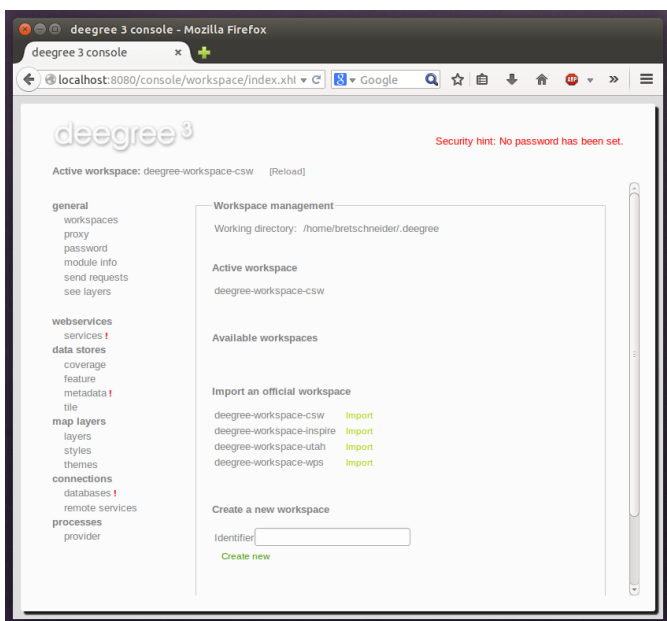 deegree 3 console - Mozilla Firefox
deegree 3 console
localhost:8080/console/workspace/index.xht
Google
ABP
deegree 3
Security hint: No password has been set.
Active workspace: deegree-workspace-csw [Reload]
general
workspaces
proxy
password
module info
send requests
see layers
webservices
services !
data stores
coverage
feature
metadata !
tile
map layers
layers
styles
themes
connections
databases !
remote services
processes
provider
Workspace management
Working directory: /home/bretschneider/.deegree
Active workspace
deegree-workspace-csw
Available workspaces
Import an official workspace
deegree-workspace-csw Import
deegree-workspace-inspire Import
deegree-workspace-utah Import
deegree-workspace-wps Import
Create a new workspace
Identifier
Create new